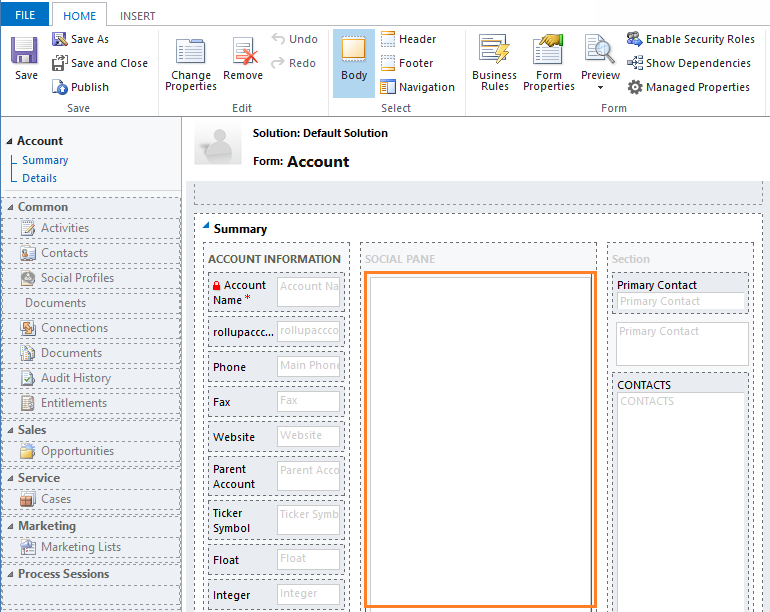 FILE HOME INSERT
Save
Save As
Save and Close
Publish
Save
Change Properties
Remove
Undo
Redo
Edit
Body
Header
Footer
Navigation
Select
Business Rules
Form Properties
Preview
Enable Security Roles
Show Dependencies
Managed Properties
Form
Account
Summary
Details
Common
Activities
Contacts
Social Profiles
Documents
Connections
Documents
Audit History
Entitlements
Sales
Opportunities
Service
Cases
Marketing
Marketing Lists
Process Sessions
Solution: Default Solution
Form: Account
Summary
ACCOUNT INFORMATION
Account Name * Account Na
rollupaccc... rollupaccco
Phone Main Phon
Fax Fax
Website Website
Parent Account Parent Acco
Ticker Symbol Ticker Symb
Float Float
Integer Integer
SOCIAL PANE
Section
Primary Contact
Primary Contact
Primary Contact
CONTACTS
CONTACTS